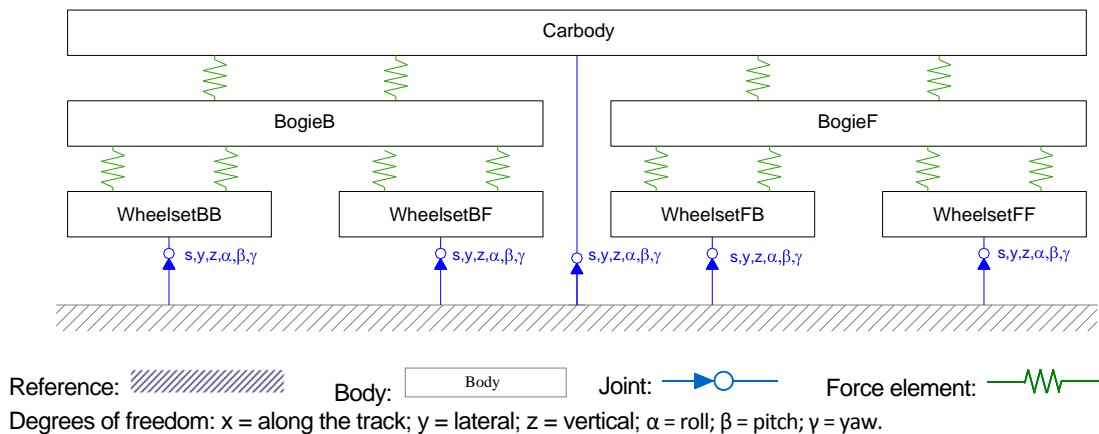 Carbody
BogieB BogieF
WheelsetBB WheelsetBF WheelsetFB WheelsetFF
s,y,z,α,β,γ s,y,z,α,β,γ s,y,z,α,β,γ s,y,z,α,β,γ s,y,z,α,β,γ
Reference: Body: Body Joint: Force element:
Degrees of freedom: x = along the track; y = lateral; z = vertical; α = roll; β = pitch; γ = yaw.